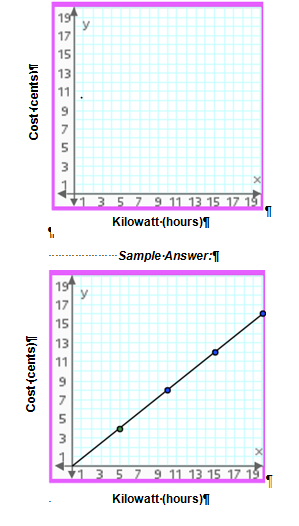 Cost·(cents)¶
19
y
17
15
13
11
9
7
5
3
1
x
1 3 5 7 9 11 13 15 17 19
¶
Kilowatt·(hours)¶
¶
Sample·Answer:¶
Cost·(cents)¶
19
y
17
15
13
11
9
7
5
3
1
x
1 3 5 7 9 11 13 15 17 19
¶
Kilowatt·(hours)¶